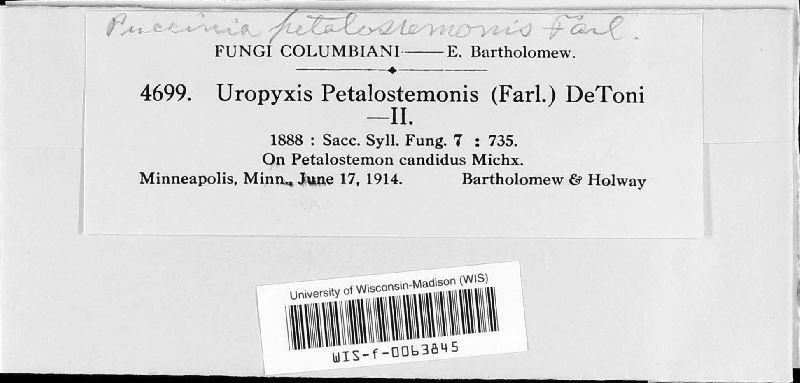 Puccinia petalostemonis Farl.
FUNGI COLUMBIANI — E. Bartholomew.
4699. Uropyxis Petalostemonis (Farl.) DeToni
—II.
1888 : Sacc. Syll. Fung. 7 : 735.
On Petalostemon candidus Michx.
Minneapolis, Minn., June 17, 1914. Bartholomew & Holway
University of Wisconsin-Madison (WIS)
WIS-f-0063845